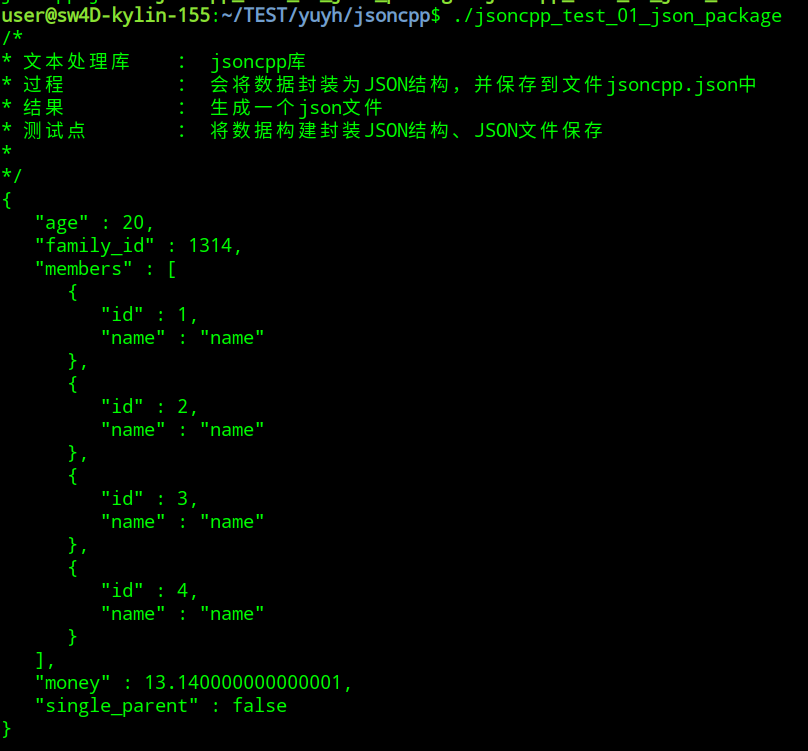 user@sw4D-kylin-155:~/TEST/yuyh/jsoncpp$ ./jsoncpp_test_01_json_package
/*
* 文本处理库    :  jsoncpp库
* 过程          :  会将数据封装为JSON结构，并保存到文件jsoncpp.json中
* 结果          :  生成一个json文件
* 测试点        :  将数据构建封装JSON结构、JSON文件保存
*
*/
{
   "age" : 20,
   "family_id" : 1314,
   "members" : [
      {
         "id" : 1,
         "name" : "name"
      },
      {
         "id" : 2,
         "name" : "name"
      },
      {
         "id" : 3,
         "name" : "name"
      },
      {
         "id" : 4,
         "name" : "name"
      }
   ],
   "money" : 13.140000000000001,
   "single_parent" : false
}